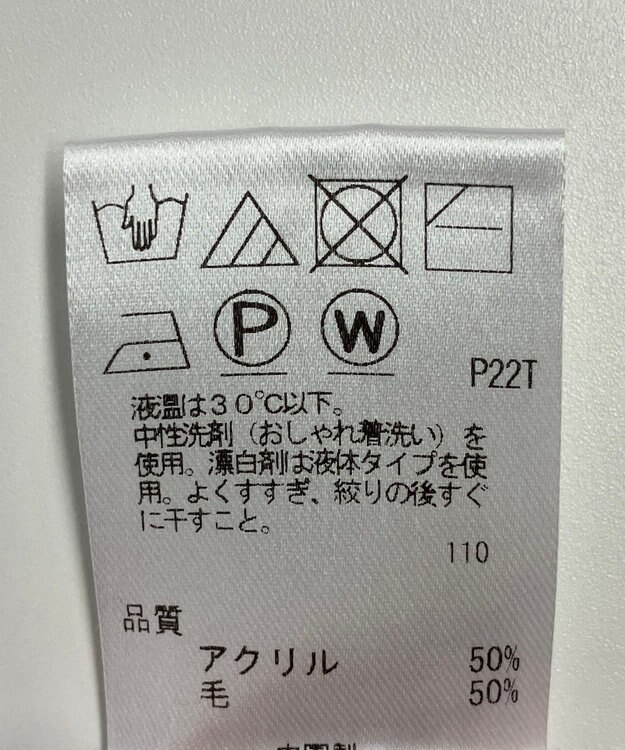 P W
P22T
液温は30℃以下。
中性洗剤（おしゃれ着洗い）を
使用。漂白剤は液体タイプを使
用。よくすすぎ、絞りの後すぐ
に干すこと。
110
品質
アクリル 50%
毛 50%
中国製